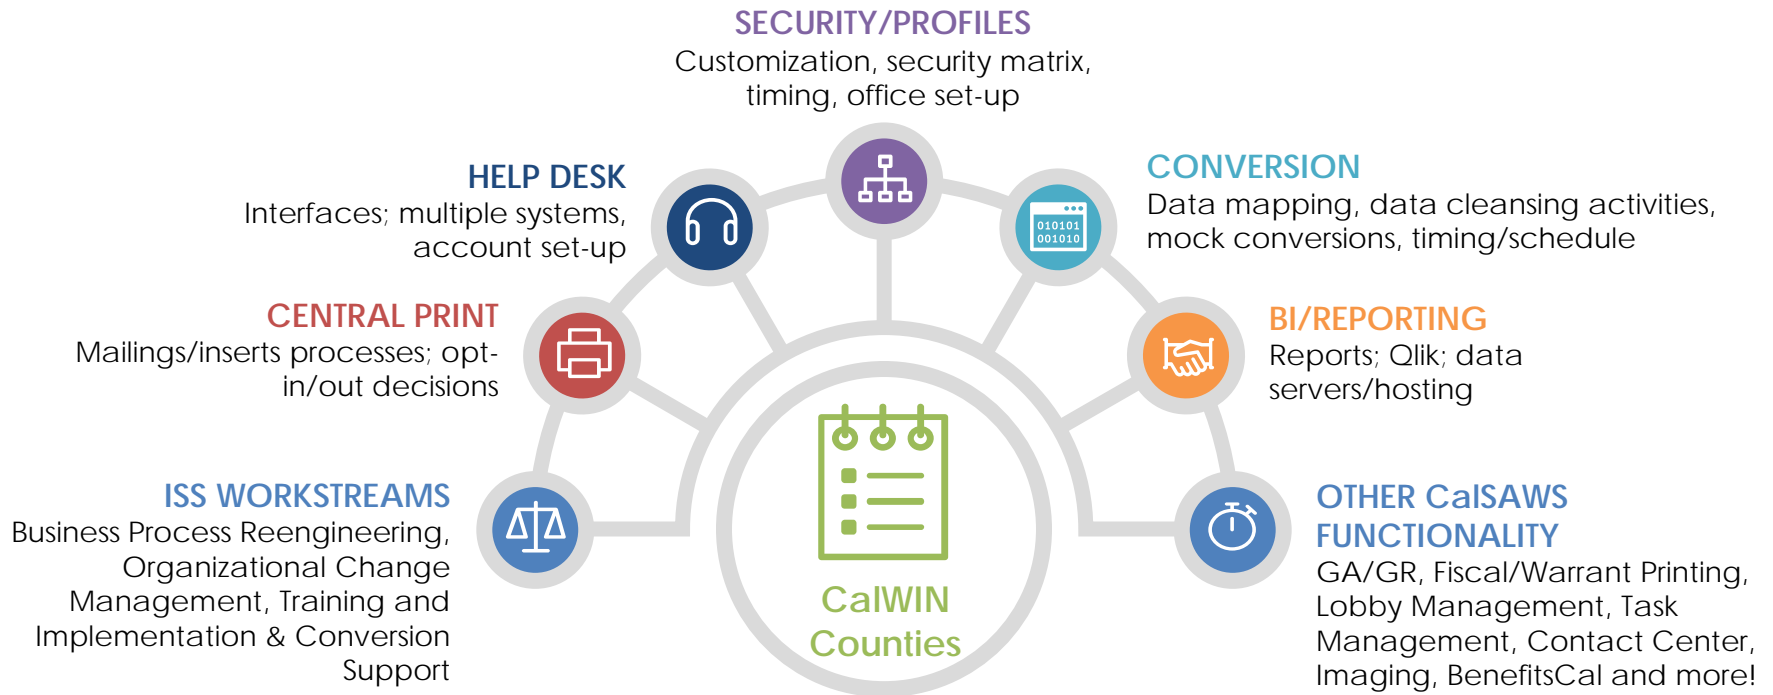 SECURITY/PROFILES
Customization, security matrix,
timing, office set-up
HELP DESK
Interfaces; multiple systems,
account set-up
CONVERSION
Data mapping, data cleansing activities,
mock conversions, timing/schedule
010101
001010
CENTRAL PRINT
Mailings/inserts processes; opt-
in/out decisions
BI/REPORTING
Reports; Qlik; data
servers/hosting
ISS WORKSTREAMS
Business Process Reengineering,
Organizational Change
Management, Training and
Implementation & Conversion
Support
CalWIN
Counties
OTHER CalSAWS
FUNCTIONALITY
GA/GR, Fiscal/Warrant Printing,
Lobby Management, Task
Management, Contact Center,
Imaging, BenefitsCal and more!